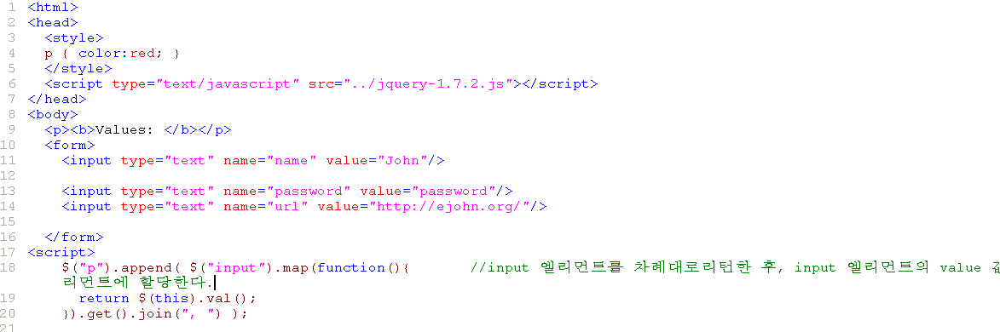 1 <html>
2 <head>
3 <style>
4 p { color:red; }
5 </style>
6 <script type="text/javascript" src="../jquery-1.7.2.js"></script>
7 </head>
8 <body>
9 <p><b>Values: </b></p>
10 <form>
11 <input type="text" name="name" value="John"/>
12
13 <input type="text" name="password" value="password"/>
14 <input type="text" name="url" value="http://ejohn.org/"/>
15
16 </form>
17 <script>
18 $("p").append( $("input").map(function(){ //input 엘리먼트를 차례대로리턴한 후, input 엘리먼트의 value
리먼트에 할당한다.
19 return $(this).val();
20 }).get().join(", ") );
21